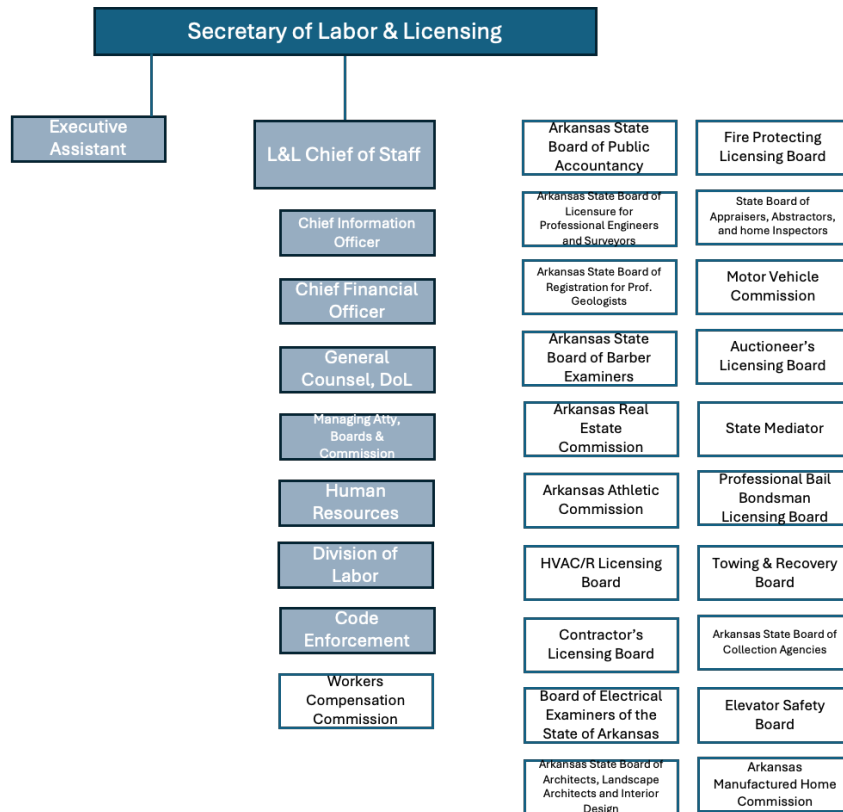 Secretary of Labor & Licensing
Executive
Assistant
L&L Chief of Staff
Chief Information
Officer
Chief Financial
Officer
General
Counsel, DoL
Managing Atty,
Boards &
Commission
Human
Resources
Division of
Labor
Code
Enforcement
Workers
Compensation
Commission
Arkansas State
Board of Public
Accountancy
Arkansas State Board of
Licensure for
Professional Engineers
and Surveyors
Arkansas State Board of
Registration for Prof.
Geologists
Arkansas State
Board of Barber
Examiners
Arkansas Real
Estate
Commission
Arkansas Athletic
Commission
HVAC/R Licensing
Board
Contractor’s
Licensing Board
Board of Electrical
Examiners of the
State of Arkansas
Arkansas State Board of
Architects, Landscape
Architects and Interior
Design
Fire Protecting
Licensing Board
State Board of
Appraisers, Abstractors,
and home Inspectors
Motor Vehicle
Commission
Auctioneer’s
Licensing Board
State Mediator
Professional Bail
Bondsman
Licensing Board
Towing & Recovery
Board
Arkansas State Board of
Collection Agencies
Elevator Safety
Board
Arkansas
Manufactured Home
Commission